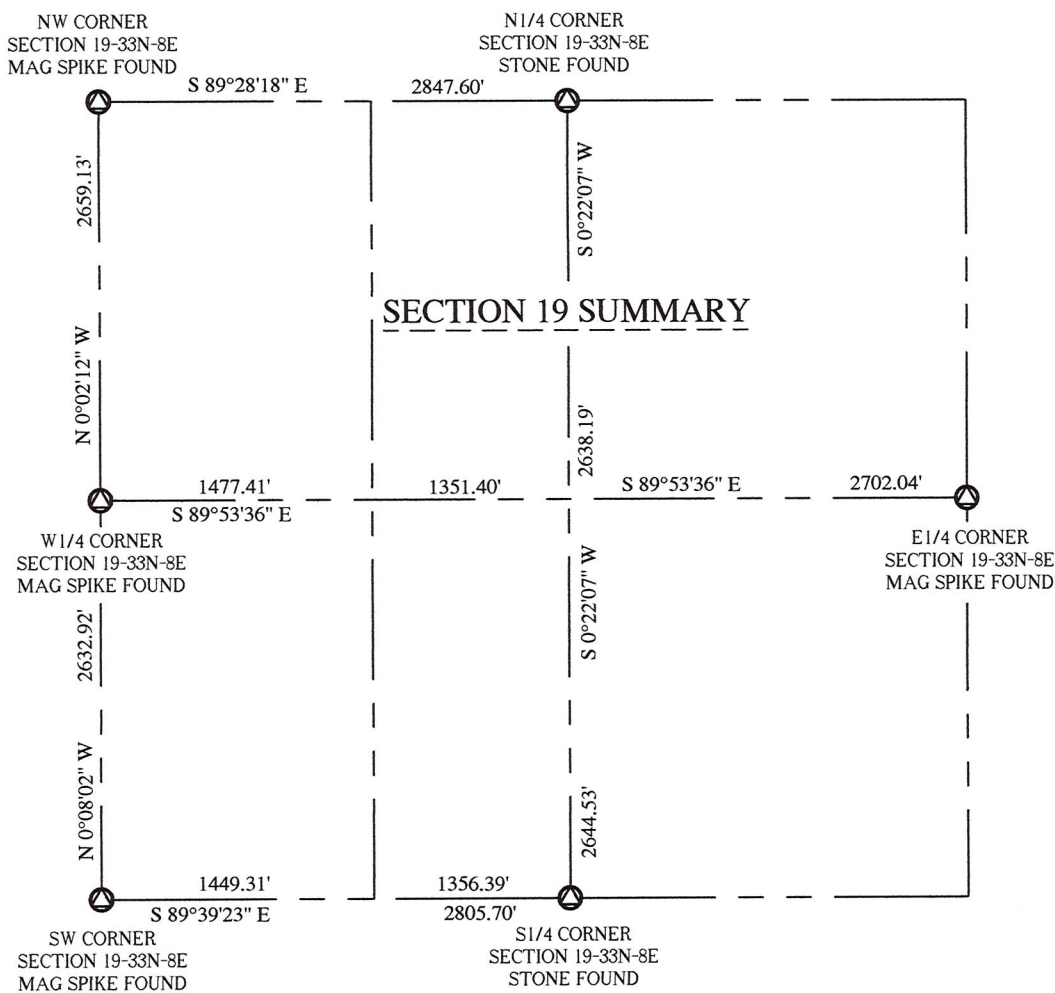 NW CORNER
SECTION 19-33N-8E
MAG SPIKE FOUND
N1/4 CORNER
SECTION 19-33N-8E
STONE FOUND
S 89°28'18" E
2847.60'
2659.13'
S 0°22'07" W
SECTION 19 SUMMARY
N 0°02'12" W
2638.19'
1477.41'
1351.40'
S 89°53'36" E
2702.04'
S 89°53'36" E
W1/4 CORNER
SECTION 19-33N-8E
MAG SPIKE FOUND
E1/4 CORNER
SECTION 19-33N-8E
MAG SPIKE FOUND
2632.92'
S 0°22'07" W
N 0°08'02" W
2644.53'
1449.31'
1356.39'
S 89°39'23" E
2805.70'
SW CORNER
SECTION 19-33N-8E
MAG SPIKE FOUND
S1/4 CORNER
SECTION 19-33N-8E
STONE FOUND